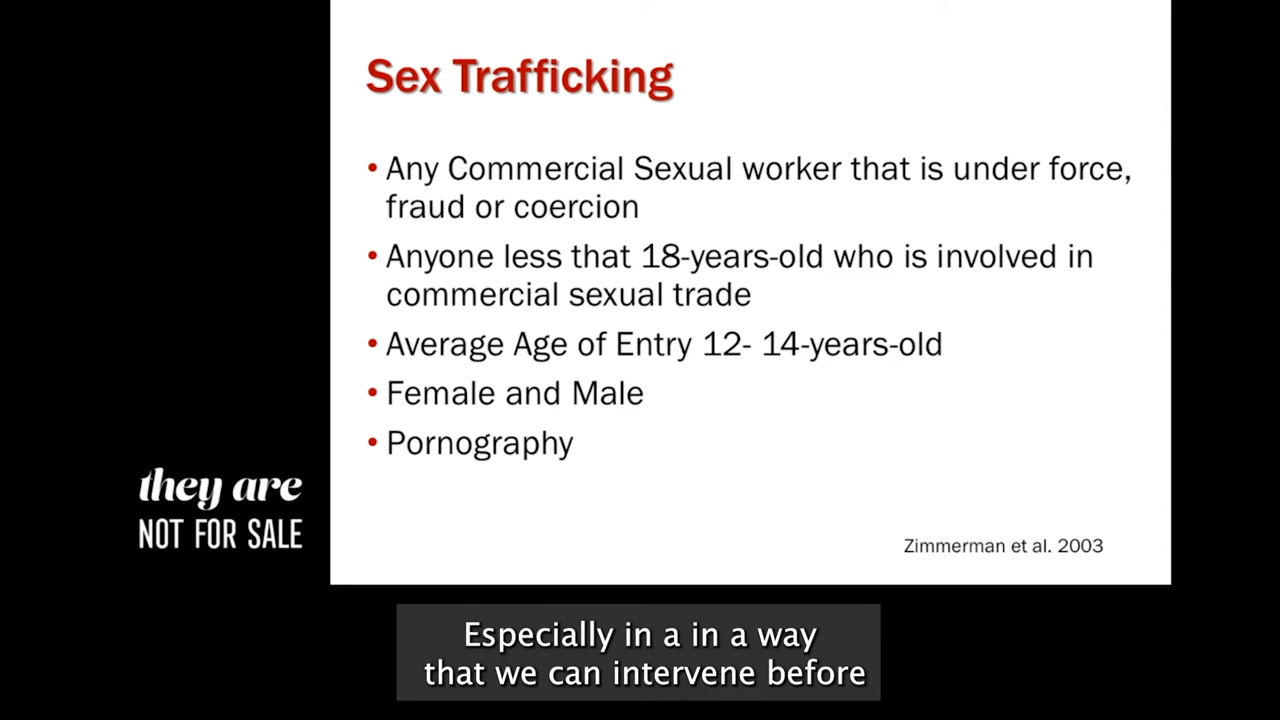 Sex Trafficking
• Any Commercial Sexual worker that is under force,
fraud or coercion
• Anyone less that 18-years-old who is involved in
commercial sexual trade
• Average Age of Entry 12- 14-years-old
• Female and Male
• Pornography
Zimmerman et al. 2003
they are
NOT FOR SALE
Especially in a in a way
that we can intervene before